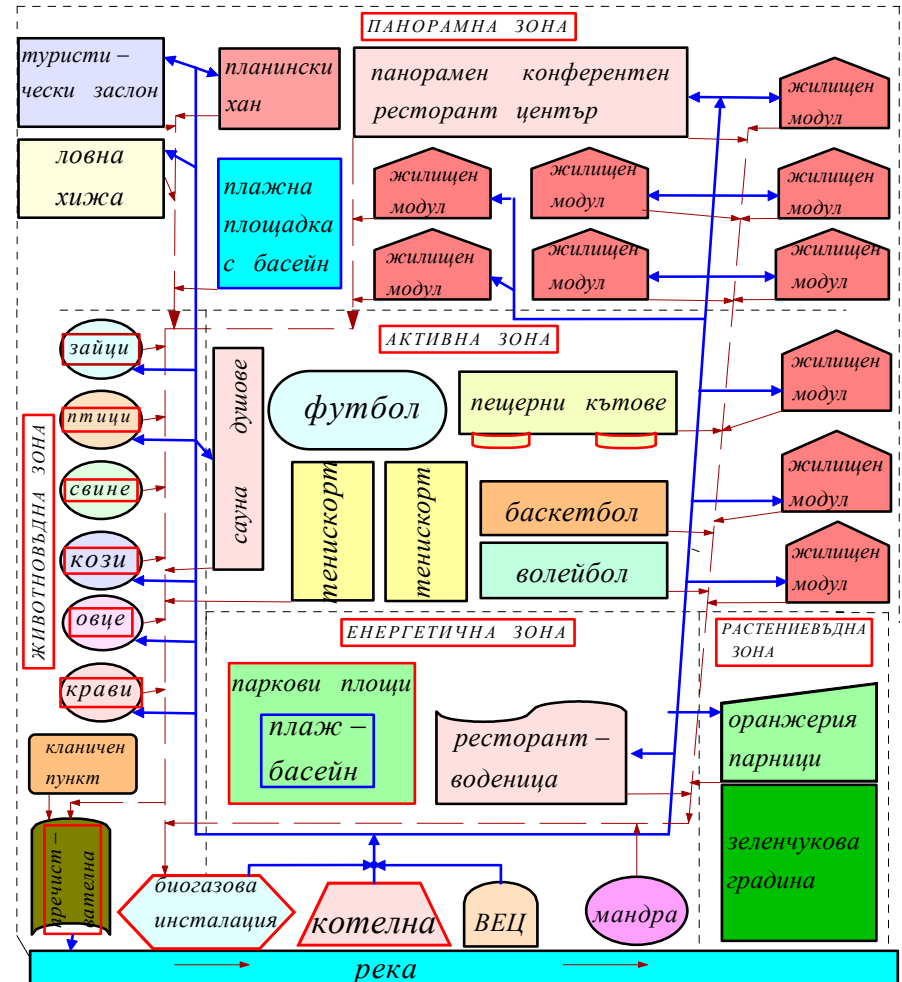 ПАНОРАМНА ЗОНА
туристи –
чески заслон
планински
хан
панорамен конферентен
ресторант център
жилищен
модул
ловна
хижа
плажна
площадка
с басейн
жилищен
модул
жилищен
модул
жилищен
модул
жилищен
модул
жилищен
модул
жилищен
модул
АКТИВНА ЗОНА
зайци
птици
свине
кози
овце
крави
ЖИВОТНОВЪДНА ЗОНА
сауна душове
футбол
пещерни кътове
жилищен
модул
тенискорт
тенискорт
баскетбол
волейбол
жилищен
модул
жилищен
модул
ЕНЕРГЕТИЧНА ЗОНА
РАСТЕНИЕВЪДНА
ЗОНА
паркови площи
плаж –
басейн
ресторант –
воденица
оранжерия
парници
кланичен
пункт
зеленчукова
градина
пречист –
вателна
биогазова
инсталация
котелна
ВЕЦ
мандра
река